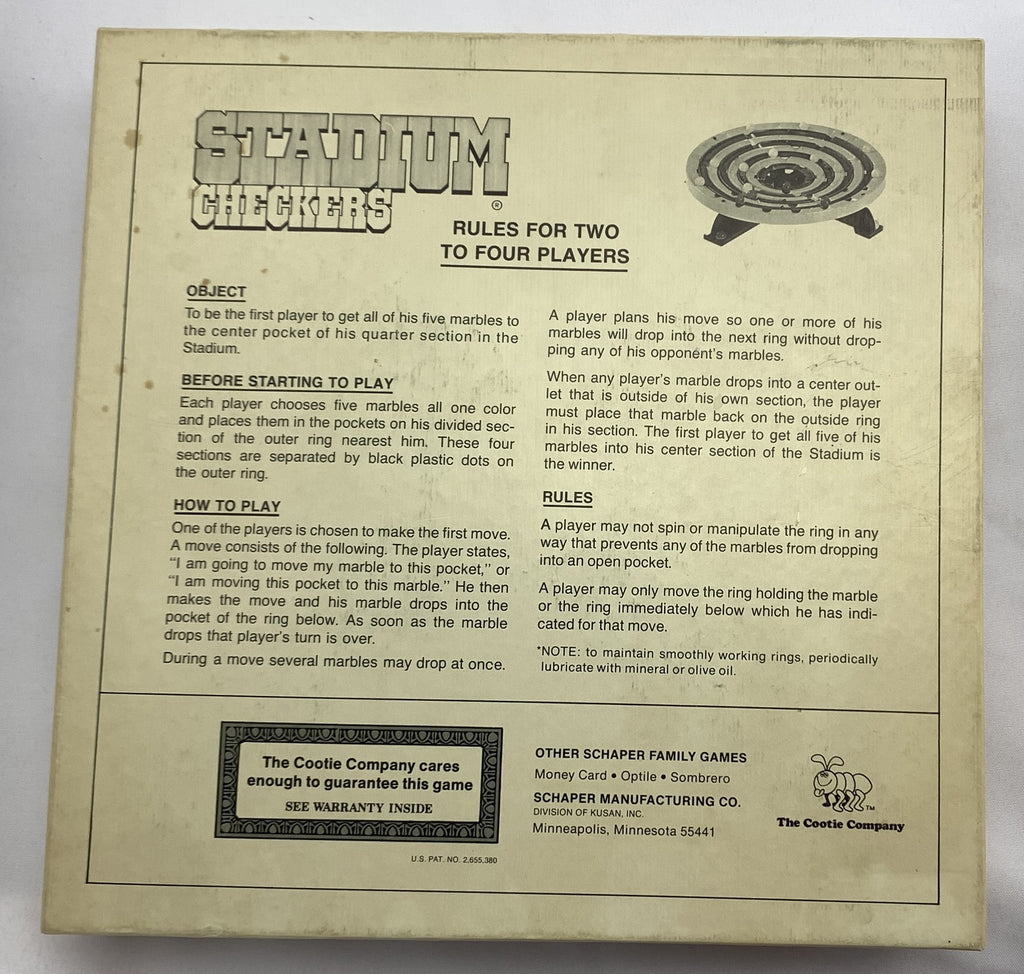 STADIUM
CHECKERS
®
RULES FOR TWO
TO FOUR PLAYERS
OBJECT
To be the first player to get all of his five marbles to
the center pocket of his quarter section in the
Stadium.
BEFORE STARTING TO PLAY
Each player chooses five marbles all one color
and places them in the pockets on his divided sec-
tion of the outer ring nearest him. These four
sections are separated by black plastic dots on
the outer ring.
HOW TO PLAY
One of the players is chosen to make the first move.
A move consists of the following. The player states,
"I am going to move my marble to this pocket," or
"I am moving this pocket to this marble." He then
makes the move and his marble drops into the
pocket of the ring below. As soon as the marble
drops that player's turn is over.
During a move several marbles may drop at once.
A player plans his move so one or more of his
marbles will drop into the next ring without drop-
ping any of his opponent's marbles.
When any player's marble drops into a center out-
let that is outside of his own section, the player
must place that marble back on the outside ring
in his section. The first player to get all five of his
marbles into his center section of the Stadium is
the winner.
RULES
A player may not spin or manipulate the ring in any
way that prevents any of the marbles from dropping
into an open pocket.
A player may only move the ring holding the marble
or the ring immediately below which he has indi-
cated for that move.
*NOTE: to maintain smoothly working rings, periodically
lubricate with mineral or olive oil.
The Cootie Company cares
enough to guarantee this game
SEE WARRANTY INSIDE
U.S. PAT. NO. 2,655,380
OTHER SCHAPER FAMILY GAMES
Money Card • Optile • Sombrero
SCHAPER MANUFACTURING CO.
DIVISION OF KUSAN, INC.
Minneapolis, Minnesota 55441
TM
The Cootie Company